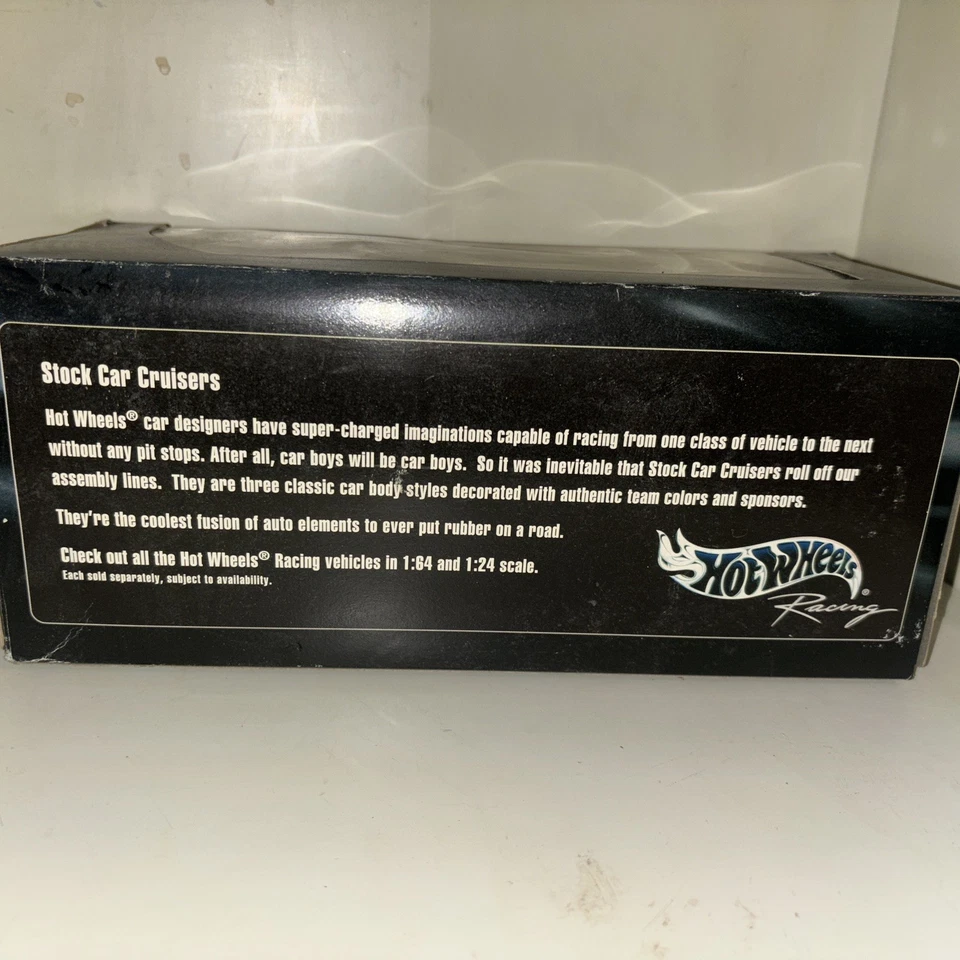 Stock Car Cruisers
Hot Wheels® car designers have super-charged imaginations capable of racing from one class of vehicle to the next
without any pit stops. After all, car boys will be car boys. So it was inevitable that Stock Car Cruisers roll off our
assembly lines. They are three classic car body styles decorated with authentic team colors and sponsors.
They're the coolest fusion of auto elements to ever put rubber on a road.
Check out all the Hot Wheels® Racing vehicles in 1:64 and 1:24 scale.
Each sold separately, subject to availability.
Hot Wheels®
Racing